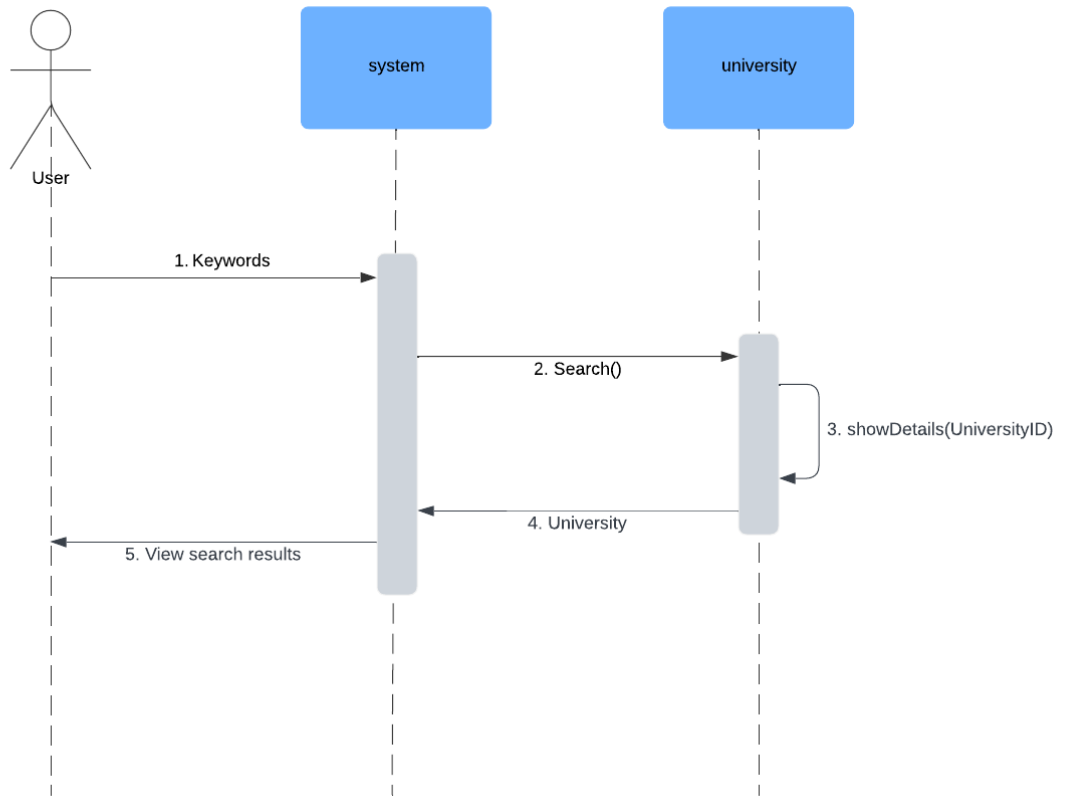 system
university
User
1. Keywords
2. Search()
3. showDetails(UniversityID)
4. University
5. View search results